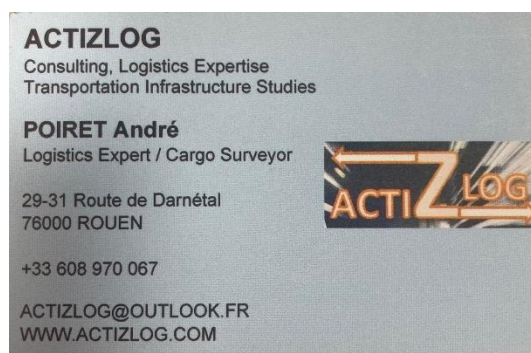 ACTIZLOG
Consulting, Logistics Expertise
Transportation Infrastructure Studies
POIRET André
Logistics Expert / Cargo Surveyor
29-31 Route de Darnétal
76000 ROUEN
+33 608 970 067
ACTIZLOG@OUTLOOK.FR
WWW.ACTIZLOG.COM
ACTIZLOG